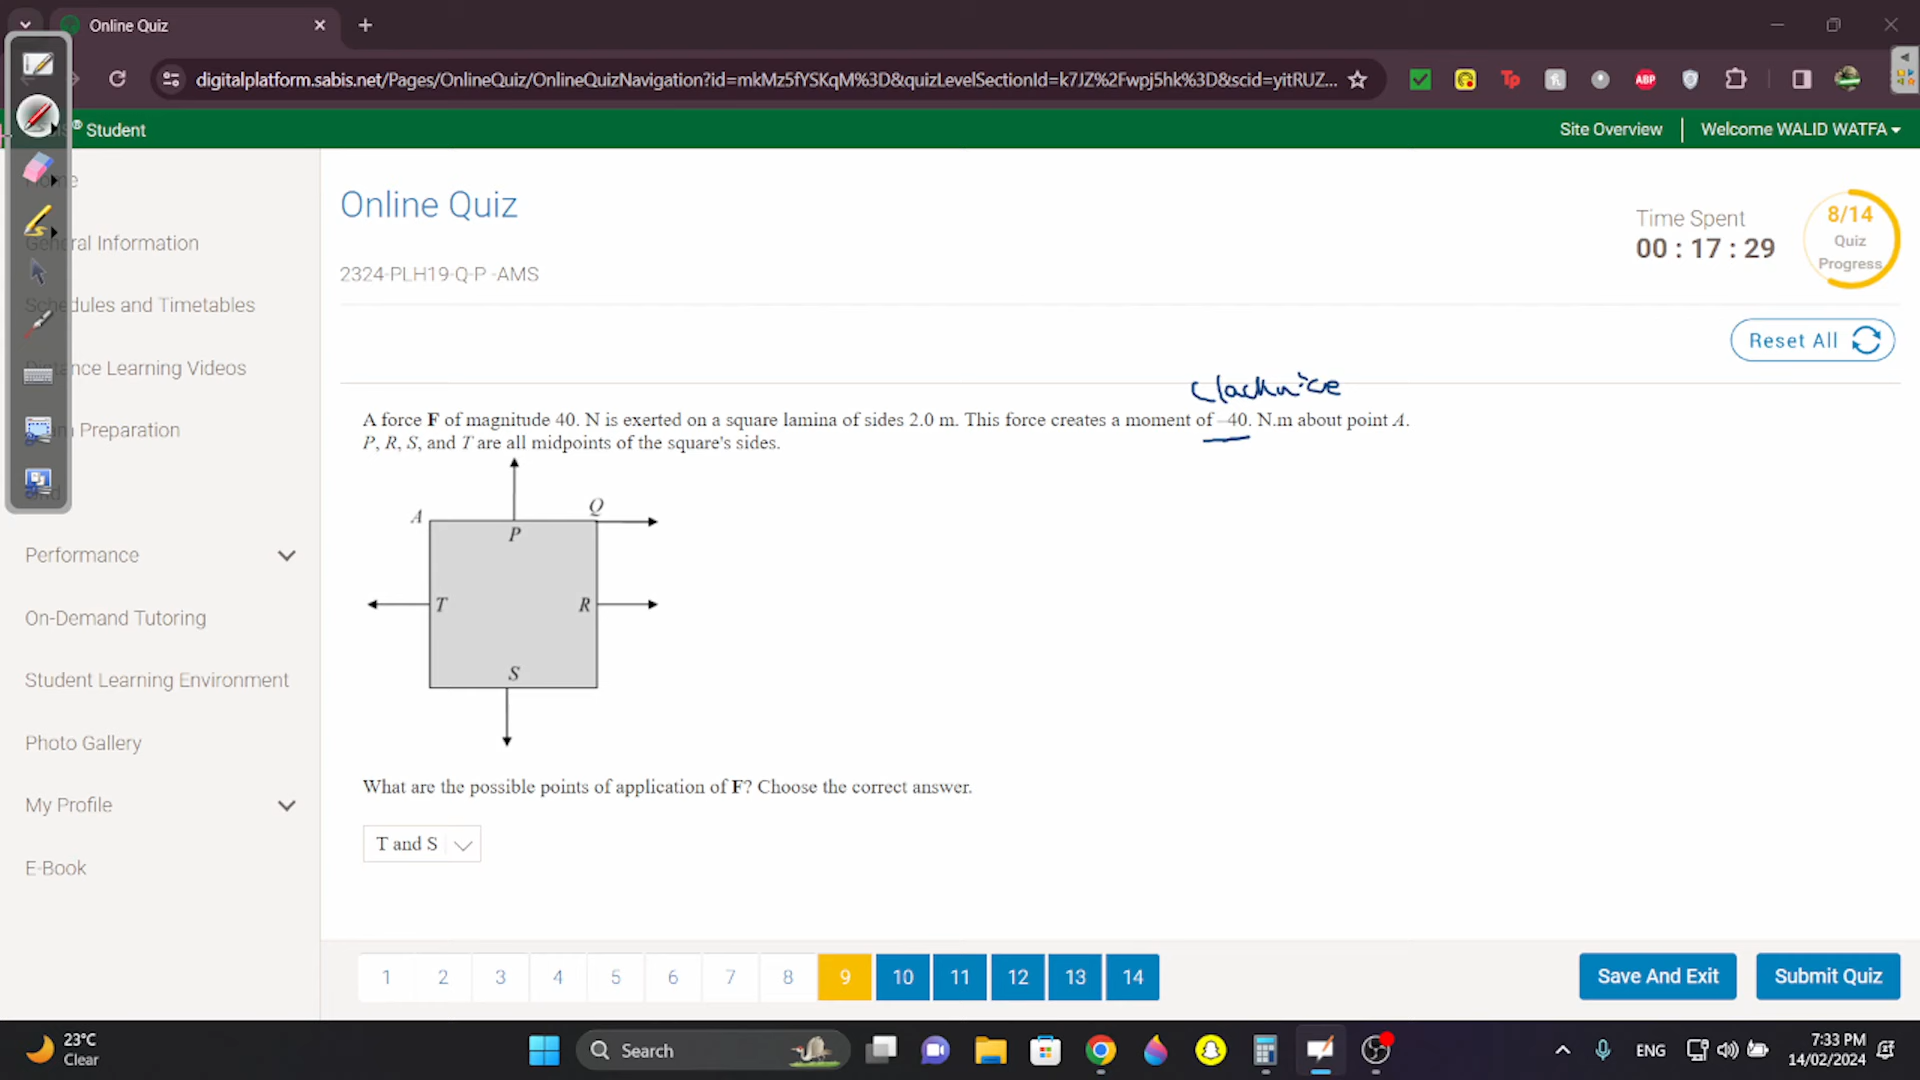 Online Quiz
digitalplatform.sabis.net/Pages/OnlineQuiz/OnlineQuizNavigation?id=mkMz5fYSKqM%3D&quizLevelSectionId=k7JZ%2Fwpj5hk%3D&scid=yitRUZ...
Tp
ABP
® Student
Site Overview
Welcome WALID WATFA
Online Quiz
General Information
Schedules and Timetables
Learning Videos
Preparation
Performance
On-Demand Tutoring
Student Learning Environment
Photo Gallery
My Profile
E-Book
Time Spent
00 : 17 : 29
8/14
Quiz
Progress
2324-PLH19-Q-P -AMS
Reset All
A force F of magnitude 40. N is exerted on a square lamina of sides 2.0 m. This force creates a moment of –40. N.m about point A.
P, R, S, and T are all midpoints of the square's sides.
A
Q
P
T
R
S
What are the possible points of application of F? Choose the correct answer.
T and S
1 2 3 4 5 6 7 8 9 10 11 12 13 14
Save And Exit
Submit Quiz
23°C
Clear
Search
ENG
7:33 PM
14/02/2024